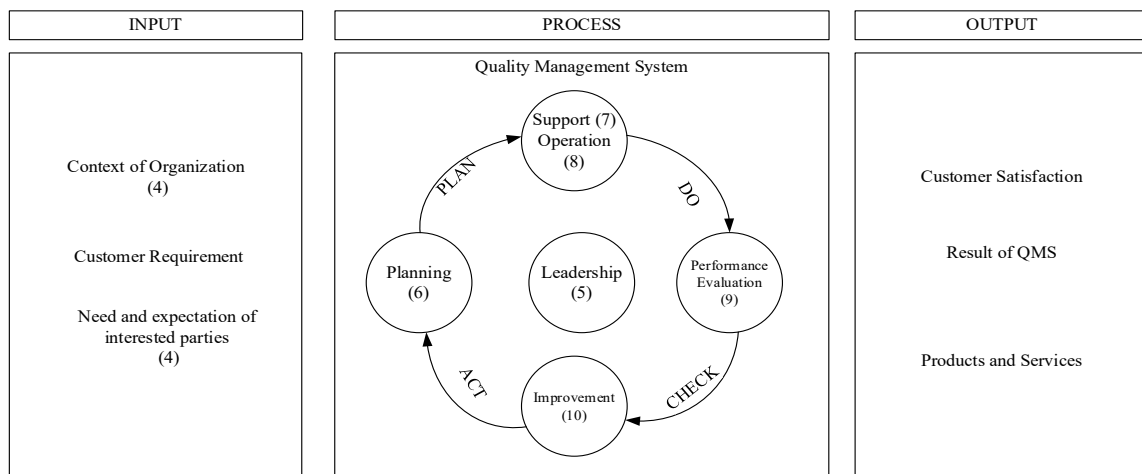 INPUT
PROCESS
OUTPUT
Context of Organization
(4)
Customer Requirement
Need and expectation of
interested parties
(4)
Quality Management System
Support (7)
Operation
(8)
PLAN
DO
Planning
(6)
Leadership
(5)
Performance
Evaluation
(9)
ACT
CHECK
Improvement
(10)
Customer Satisfaction
Result of QMS
Products and Services